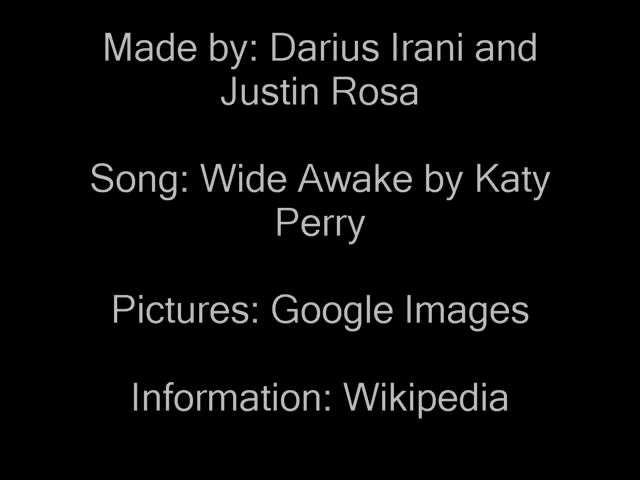 Made by: Darius Irani and
Justin Rosa
Song: Wide Awake by Katy
Perry
Pictures: Google Images
Information: Wikipedia